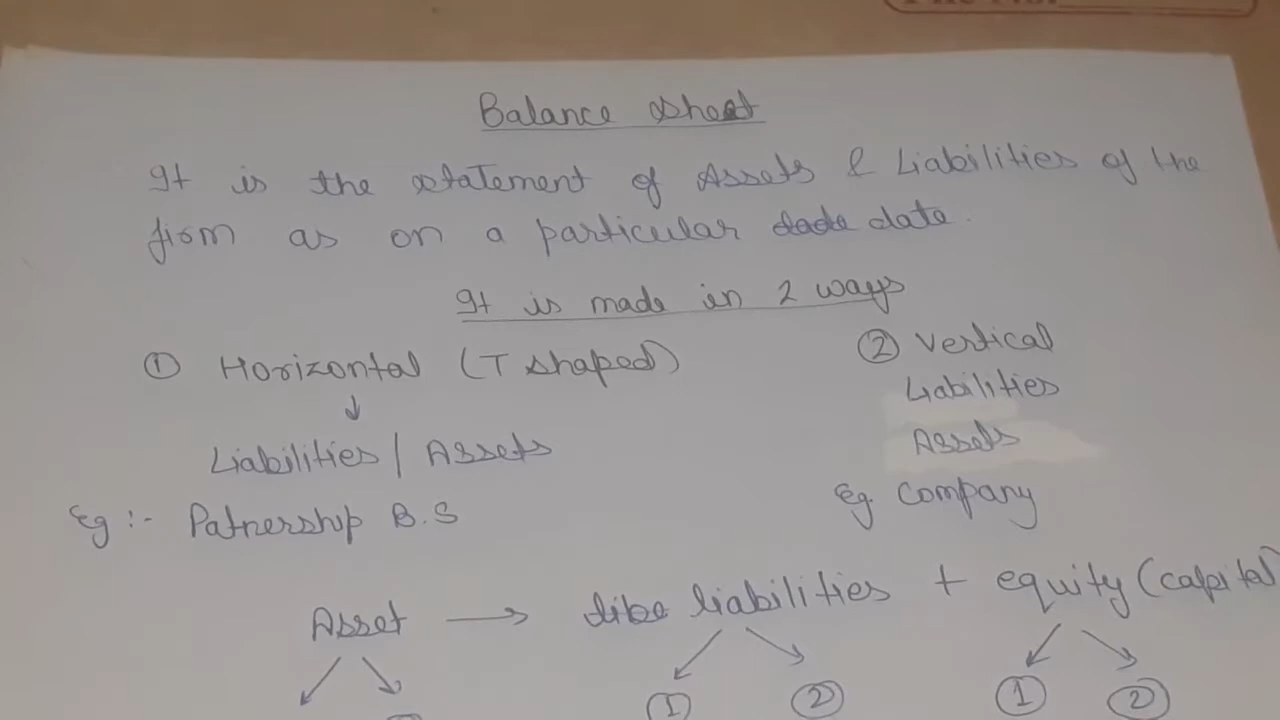 Balance Sheet
It is the statement of Assets & Liabilities of the
firm as on a particular date.
It is made in 2 ways
① Horizontal (T shaped)
② Vertical
Liabilities
Liabilities | Assets
Assets
Eg :- Patnership B.S
Eg. Company
Asset → liabilities + equity (capital)
① ② ① ②